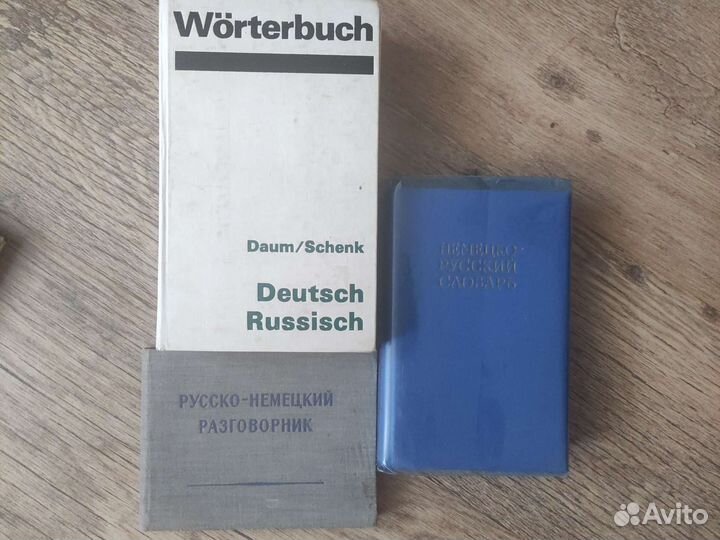 Wörterbuch
Daum/Schenk
Deutsch
Russisch
НЕМЕЦКО-
РУССКИЙ
СЛОВАРЬ
РУССКО-НЕМЕЦКИЙ
РАЗГОВОРНИК
Avito